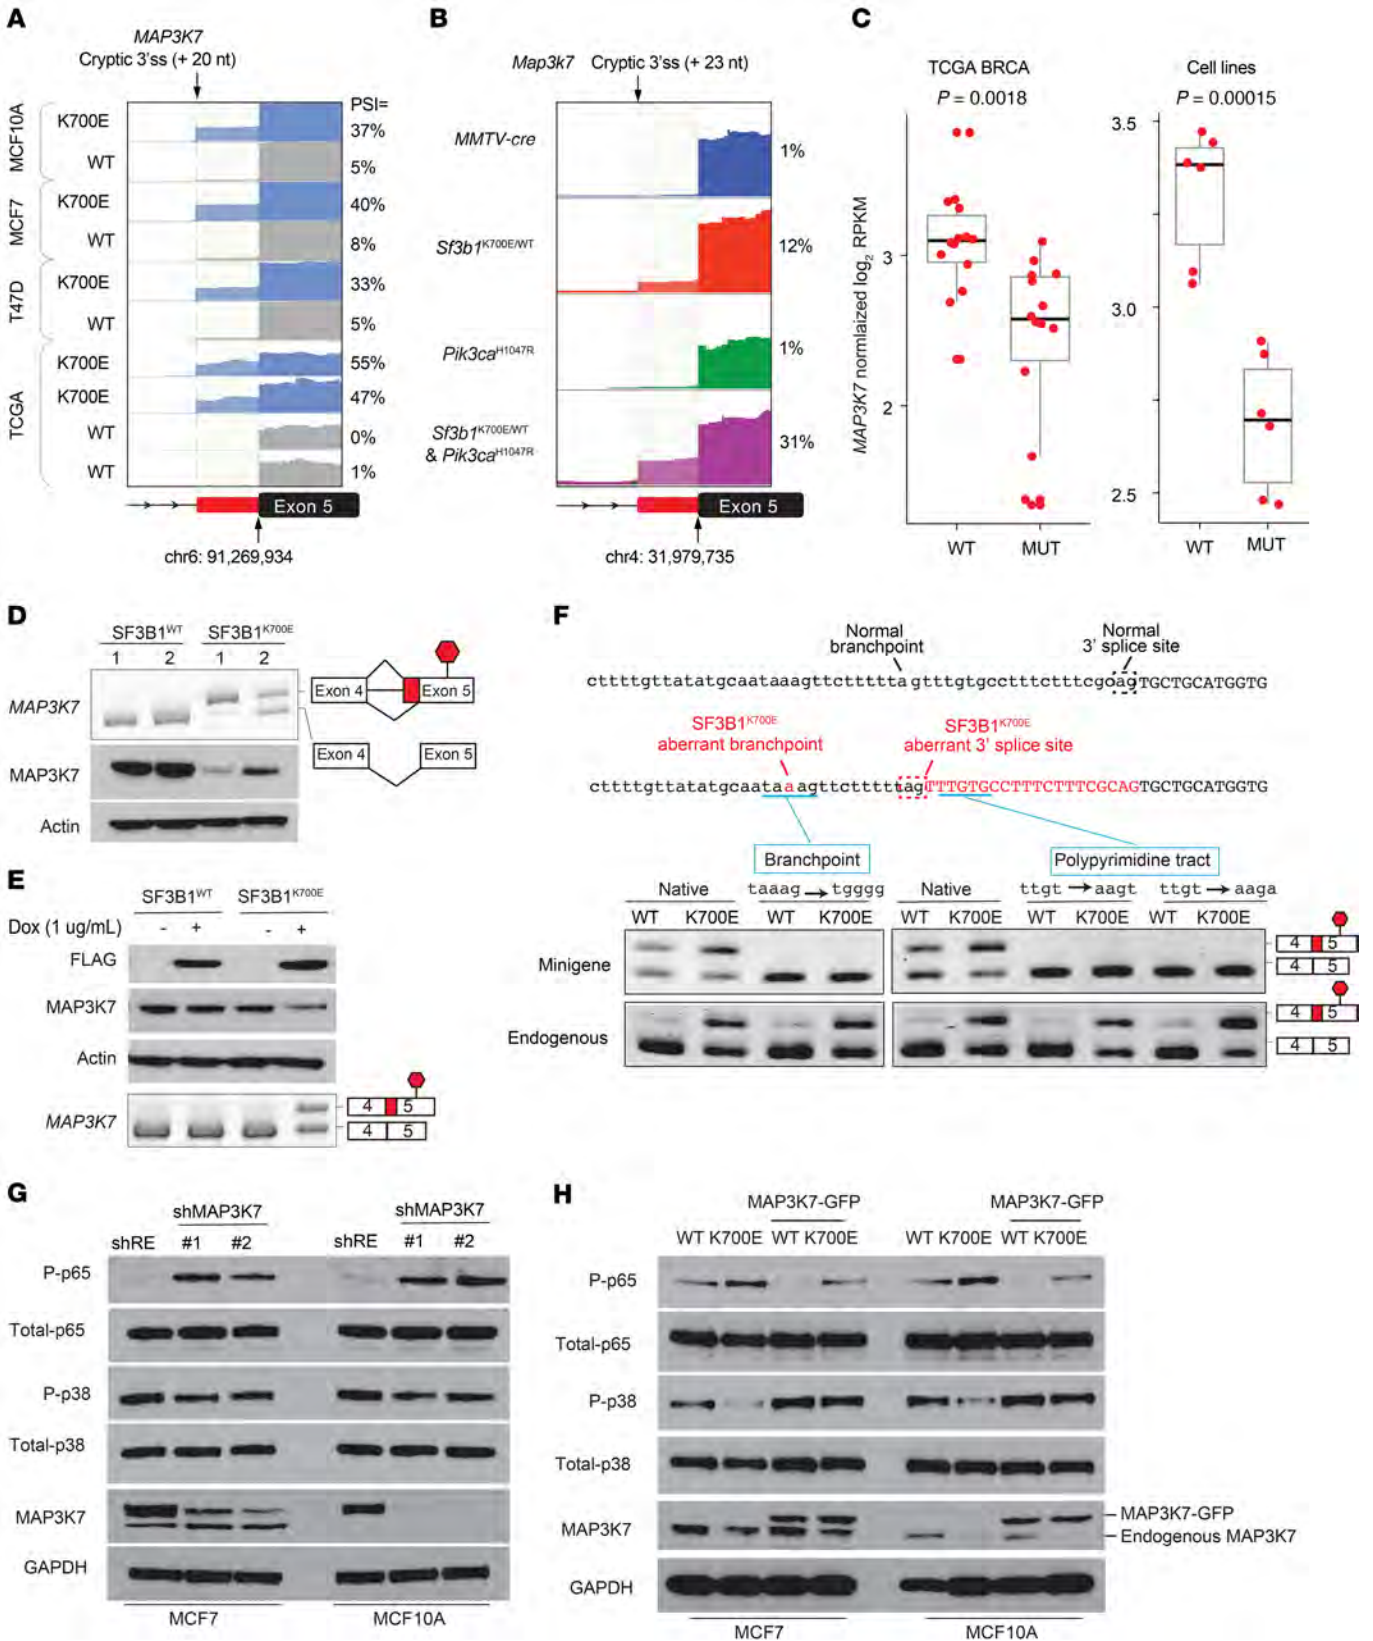 A
MAP3K7
Cryptic 3'ss (+ 20 nt)
PSI=
MCF10A
K700E
37%
WT
5%
MCF7
K700E
40%
WT
8%
T47D
K700E
33%
WT
5%
TCGA
K700E
55%
K700E
47%
WT
0%
WT
1%
Exon 5
chr6: 91,269,934
B
Map3k7 Cryptic 3'ss (+ 23 nt)
MMTV-cre
1%
Sf3b1K700E/WT
12%
Pik3caH1047R
1%
Sf3b1K700E/WT
& Pik3caH1047R
31%
Exon 5
chr4: 31,979,735
C
TCGA BRCA
P = 0.0018
Cell lines
P = 0.00015
MAP3K7 normlaized log2 RPKM
3
2
WT MUT
3.5
3.0
2.5
WT MUT
D
SF3B1WT SF3B1K700E
1 2 1 2
MAP3K7
Exon 4 Exon 5
Exon 4 Exon 5
MAP3K7
Actin
E
SF3B1WT SF3B1K700E
Dox (1 ug/mL) - + - +
FLAG
MAP3K7
Actin
MAP3K7
4 5
4 5
F
Normal
branchpoint
Normal
3' splice site
cttttgttatatgcaataaagttctttttagtttgtgcctttctttcgcagTGCTGCATGGTG
SF3B1K700E
aberrant branchpoint
SF3B1K700E
aberrant 3' splice site
cttttgttatatgcaataaagttctttttagTTTGTGCCTTTCTTTCGCAGTGCTGCATGGTG
Branchpoint
Polypyrimidine tract
Native taaag→tgggg Native ttgt→aagt ttgt→aaga
WT K700E WT K700E WT K700E WT K700E WT K700E
Minigene
4 5
4 5
Endogenous
4 5
4 5
G
shMAP3K7 shMAP3K7
shRE #1 #2 shRE #1 #2
P-p65
Total-p65
P-p38
Total-p38
MAP3K7
GAPDH
MCF7 MCF10A
H
MAP3K7-GFP MAP3K7-GFP
WT K700E WT K700E WT K700E WT K700E
P-p65
Total-p65
P-p38
Total-p38
MAP3K7
MAP3K7-GFP
Endogenous MAP3K7
GAPDH
MCF7 MCF10A